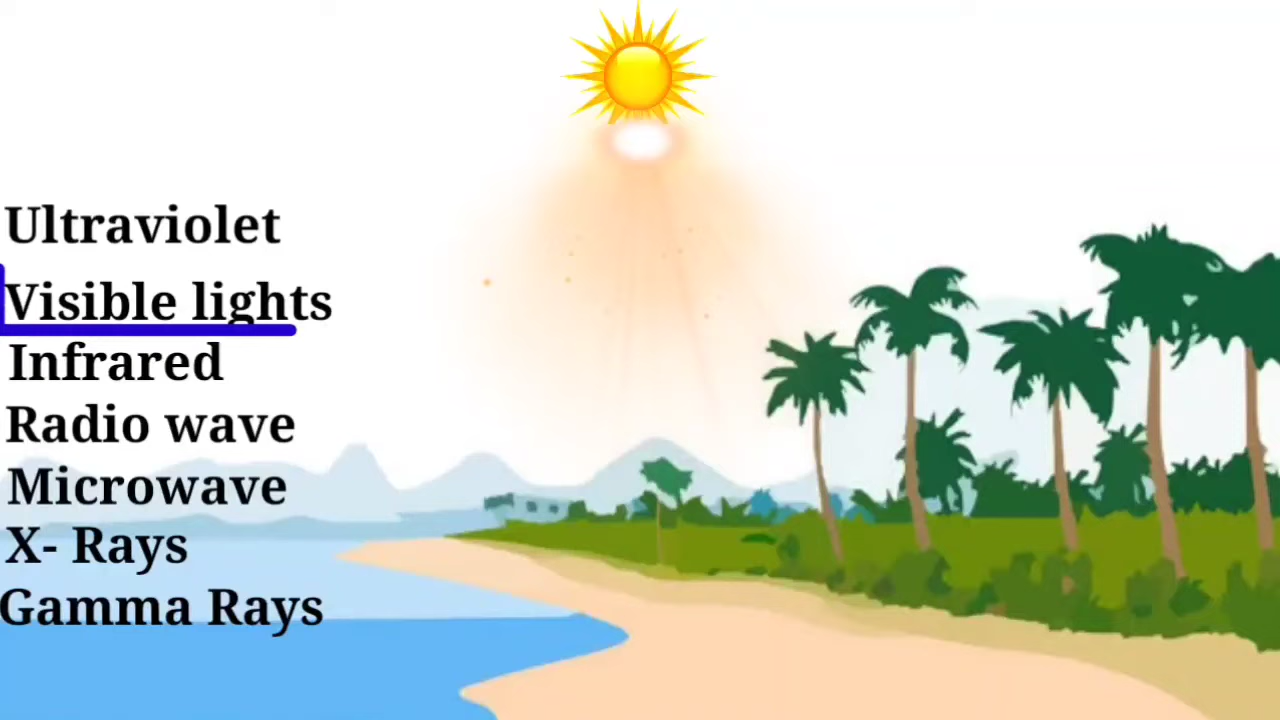 Ultraviolet
Visible lights
Infrared
Radio wave
Microwave
X- Rays
Gamma Rays